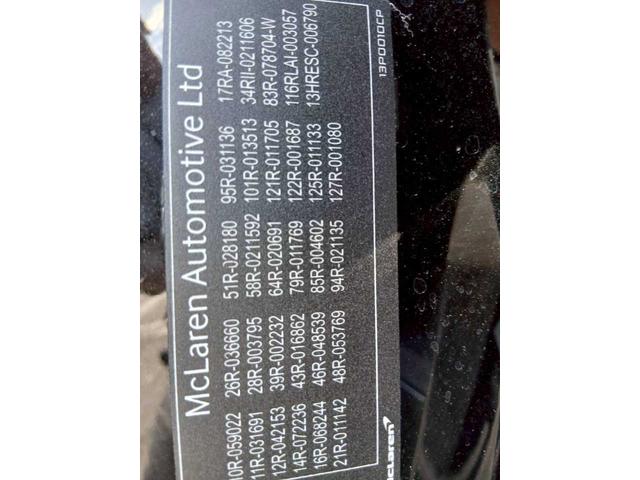 McLaren Automotive Ltd
10R-059022 26R-036660 51R-028180 95R-031136 17RA-082213
11R-031691 28R-003795 58R-0211592 101R-013513 34RII-0211606
12R-042153 39R-002232 64R-020691 121R-011705 83R-078704-W
14R-072236 43R-016862 79R-011769 122R-001687 116RLAI-003057
16R-068244 46R-048539 85R-004602 125R-011133 13HRESC-006790
21R-011142 48R-053769 94R-021135 127R-001080
McLaren 13P0010CP